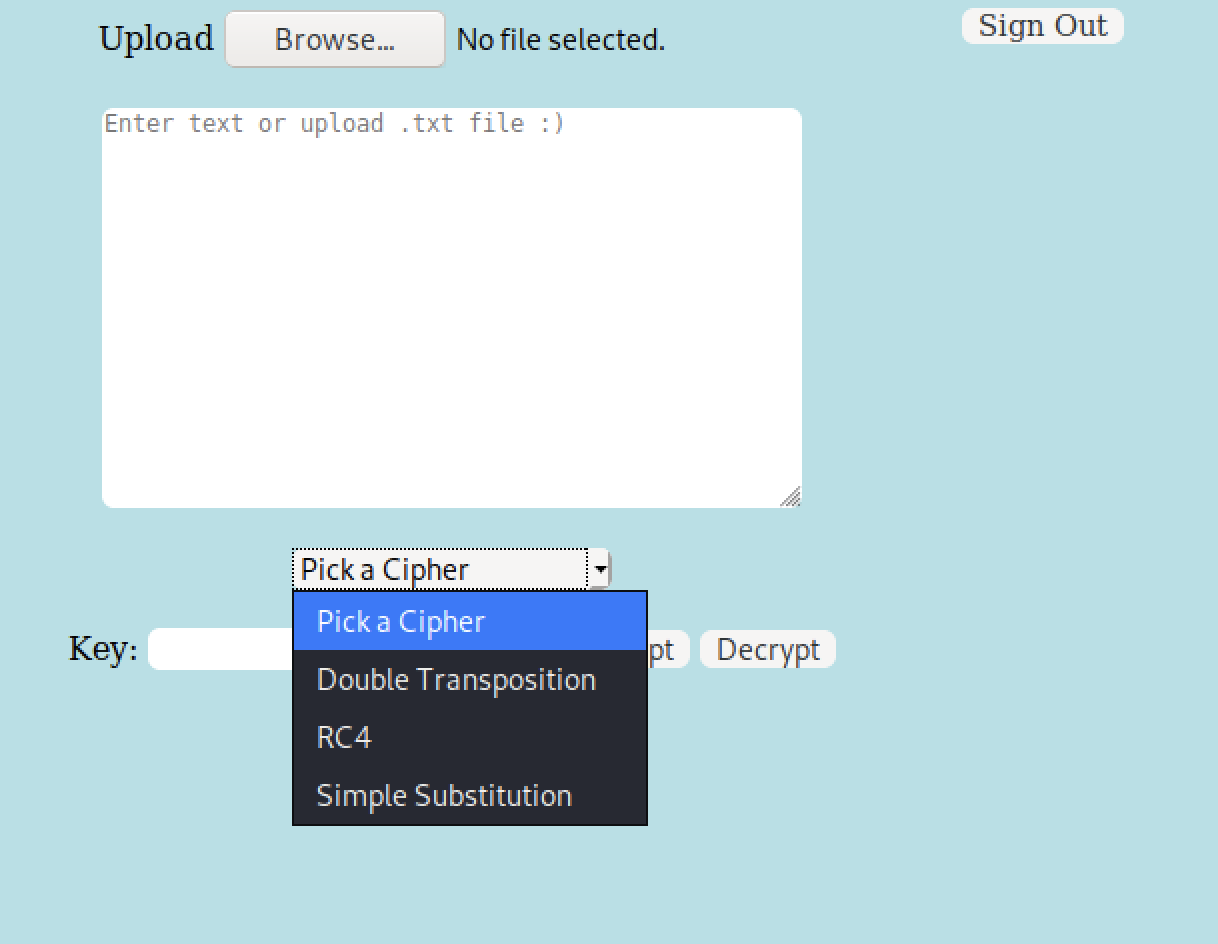 Upload Browse... No file selected. Sign Out
Enter text or upload .txt file :)
Pick a Cipher
Pick a Cipher
Key: pt Decrypt
Double Transposition
RC4
Simple Substitution